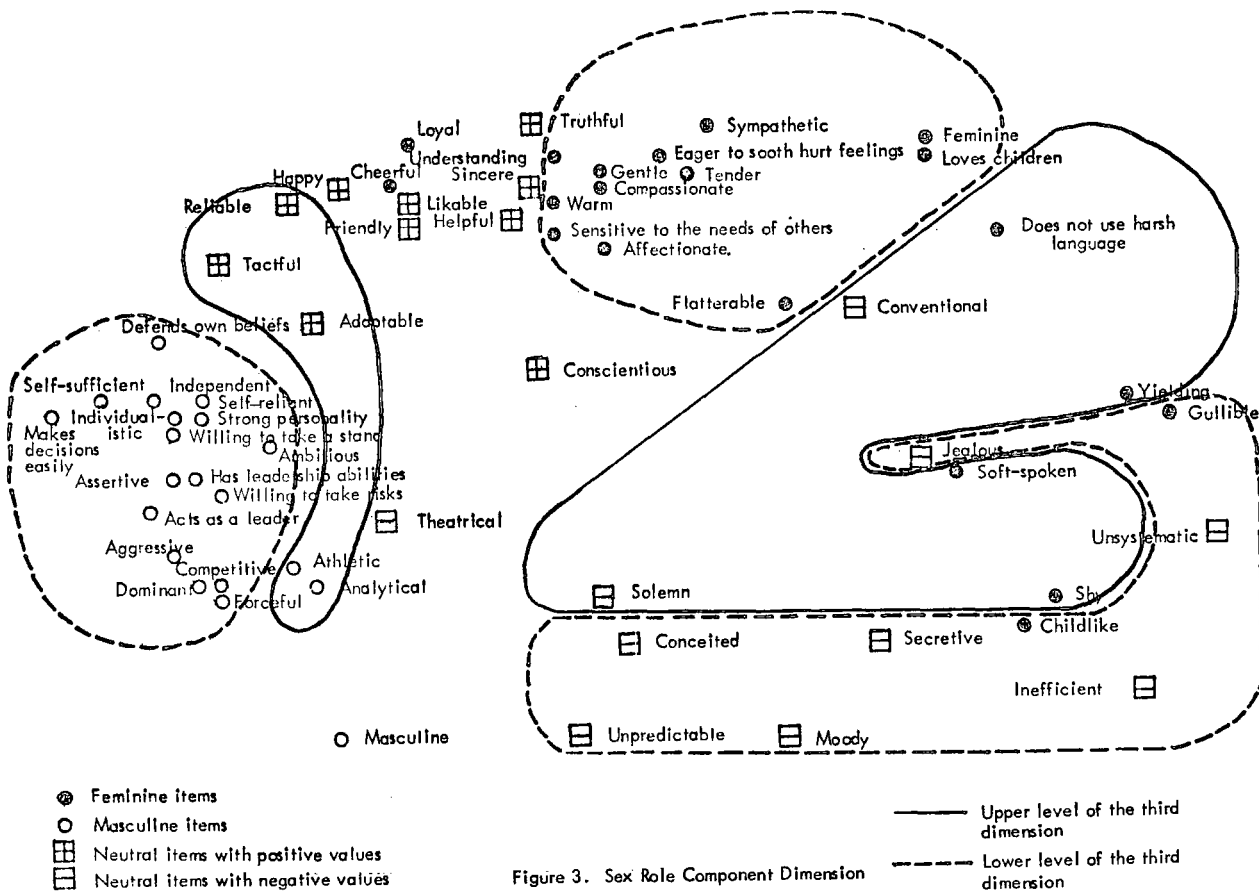 Loyal
Truthful
Sympathetic
Feminine
Understanding
Eager to sooth hurt feelings
Loves children
Happy
Cheerful
Sincere
Gentle
Tender
Compassionate
Reliable
Likable
Warm
Friendly
Helpful
Does not use harsh
language
Sensitive to the needs of others
Affectionate.
Tactful
Flatterable
Conventional
Defends own beliefs
Adaptable
Conscientious
Self-sufficient
Independent
Yielding
Self-reliant
Gullible
Individual-
istic
Strong personality
Makes
decisions
easily
Willing to take a stand
Ambitious
Jealous
Soft-spoken
Assertive
Has leadership abilities
Willing to take risks
Acts as a leader
Theatrical
Unsystematic
Aggressive
Competitive
Athletic
Dominant
Analytical
Forceful
Solemn
Shy
Childlike
Conceited
Secretive
Inefficient
Masculine
Unpredictable
Moody
Feminine items
Masculine items
Neutral items with positive values
Neutral items with negative values
Figure 3. Sex Role Component Dimension
Upper level of the third
dimension
Lower level of the third
dimension